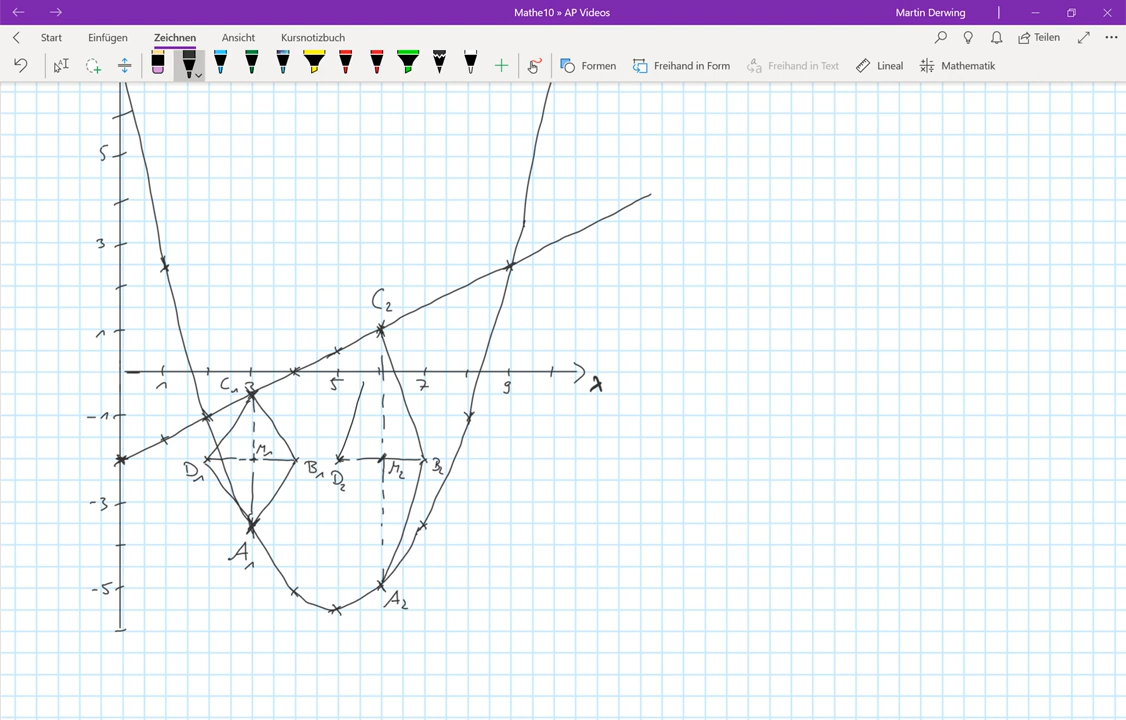 Mathe10 » AP Videos
Martin Derwing
Start
Einfügen
Zeichnen
Ansicht
Kursnotizbuch
Teilen
Formen
Freihand in Form
Freihand in Text
Lineal
Mathematik
5
3
1
C₂
1
C₁
3
5
7
9
x
-1
D₁
M₁
B₁
D₂
M₂
B₂
-3
A₁
-5
A₂